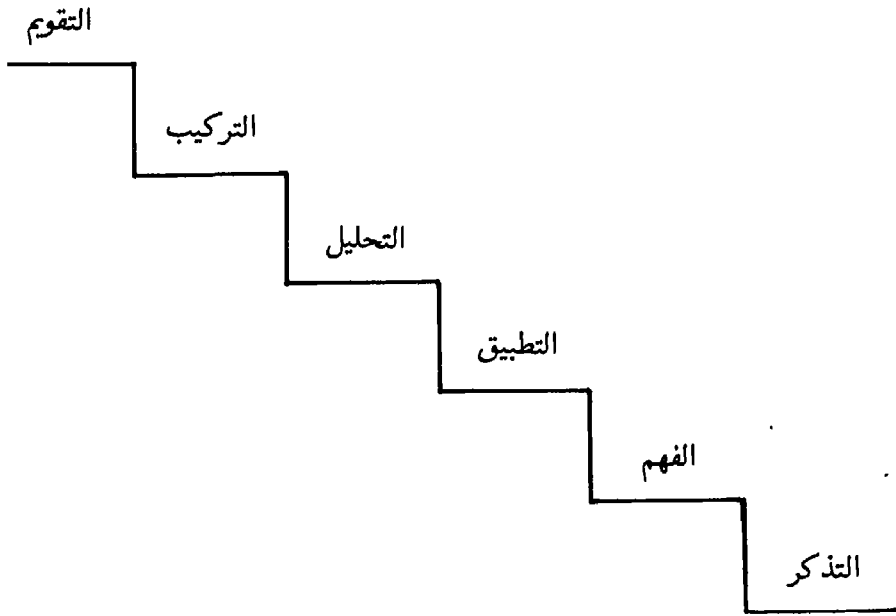 التقويم
التركيب
التحليل
التطبيق
الفهم
التذكر